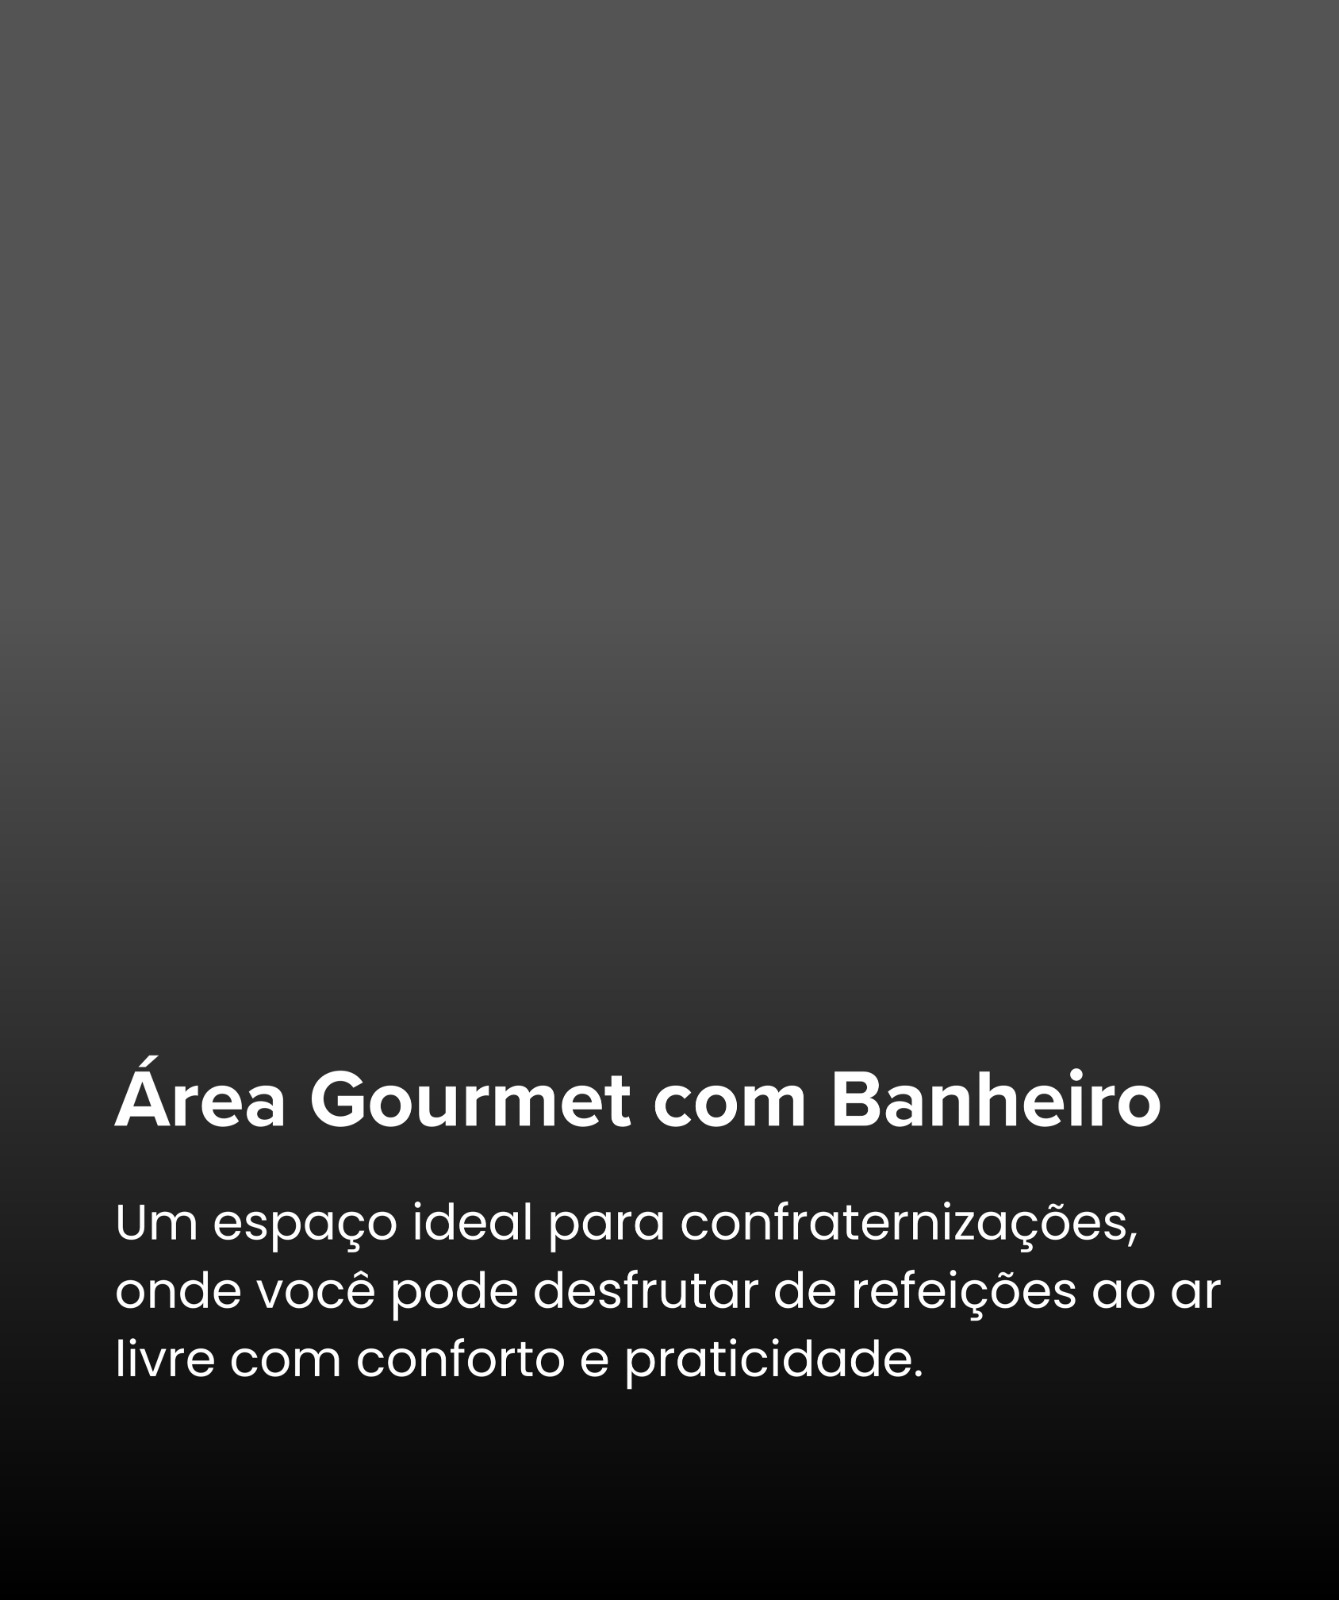 Área Gourmet com Banheiro
Um espaço ideal para confraternizações,
onde você pode desfrutar de refeições ao ar
livre com conforto e praticidade.